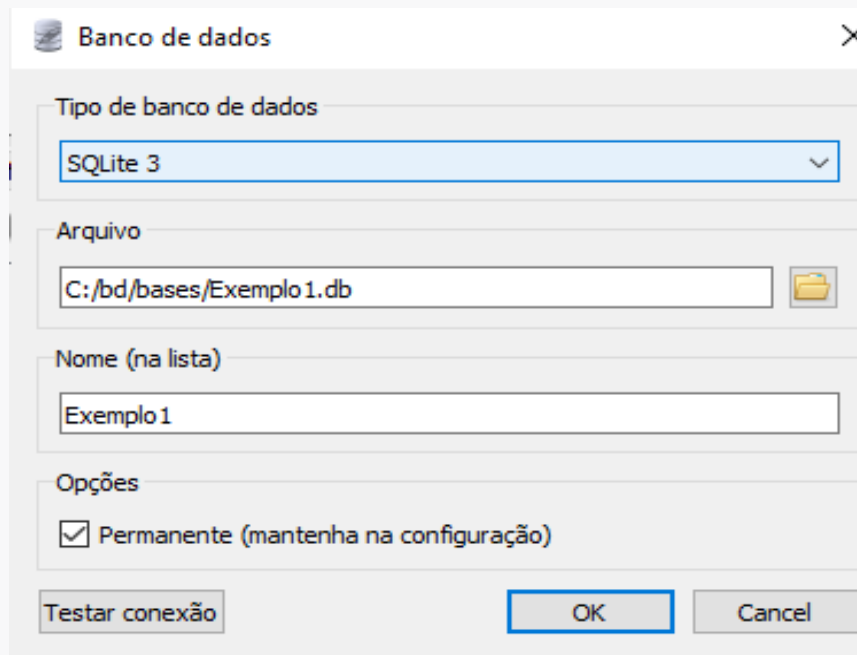 Banco de dados
Tipo de banco de dados
SQLite 3
Arquivo
C:/bd/bases/Exemplo1.db
Nome (na lista)
Exemplo1
Opções
Permanente (mantenha na configuração)
Testar conexão
OK
Cancel